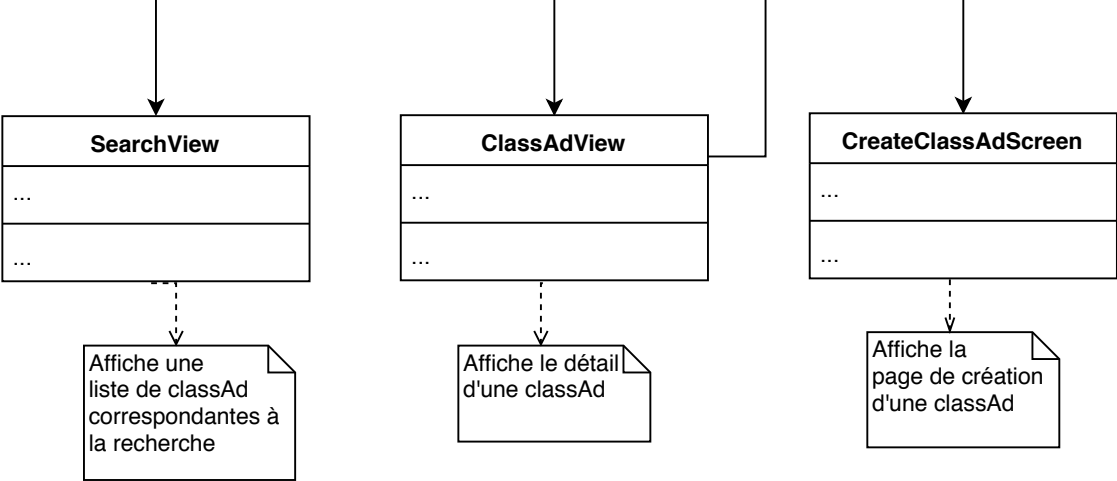 SearchView
...
...
Affiche une
liste de classAd
correspondantes à
la recherche
ClassAdView
...
...
Affiche le détail
d'une classAd
CreateClassAdScreen
...
...
Affiche la
page de création
d'une classAd